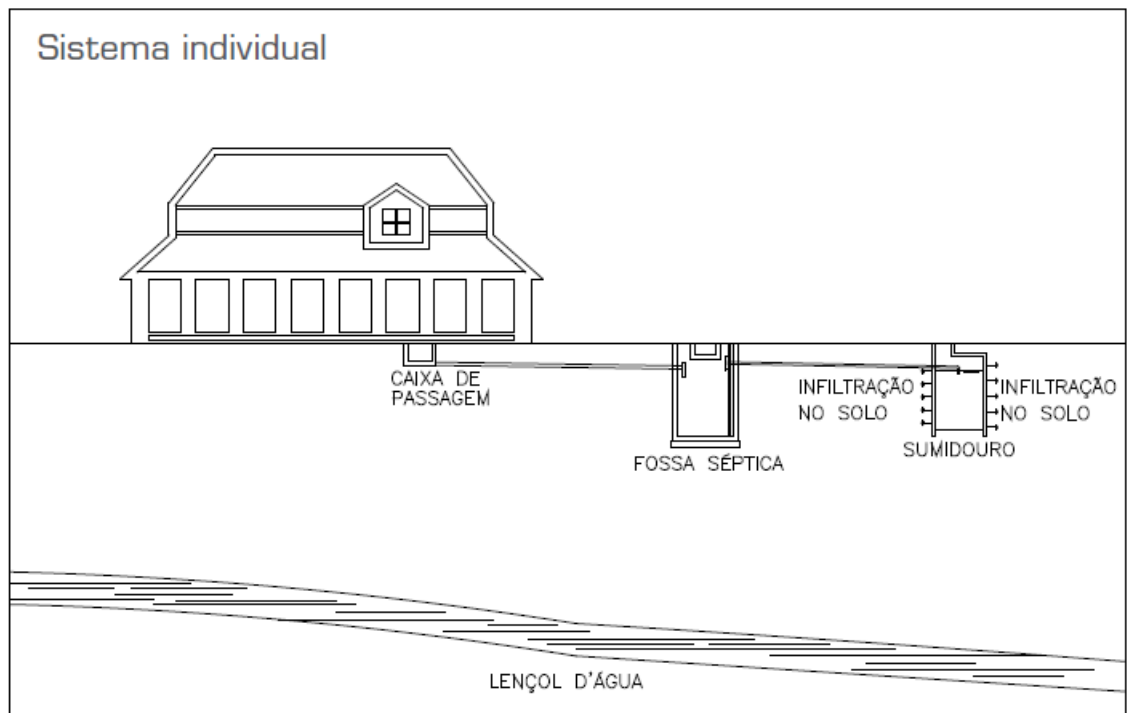 Sistema individual
CAIXA DE
PASSAGEM
FOSSA SÉPTICA
INFILTRAÇÃO
NO SOLO
INFILTRAÇÃO
NO SOLO
SUMIDOURO
LENÇOL D'ÁGUA